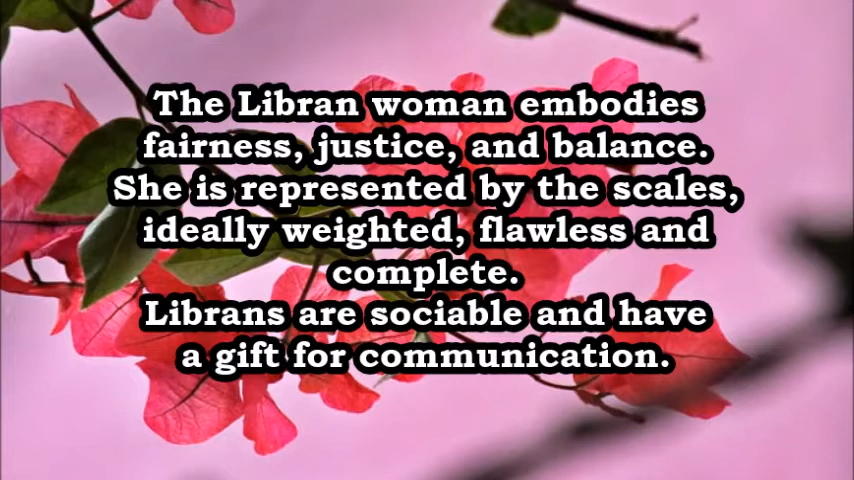 The Libran woman embodies
fairness, justice, and balance.
She is represented by the scales,
ideally weighted, flawless and
complete.
Librans are sociable and have
a gift for communication.